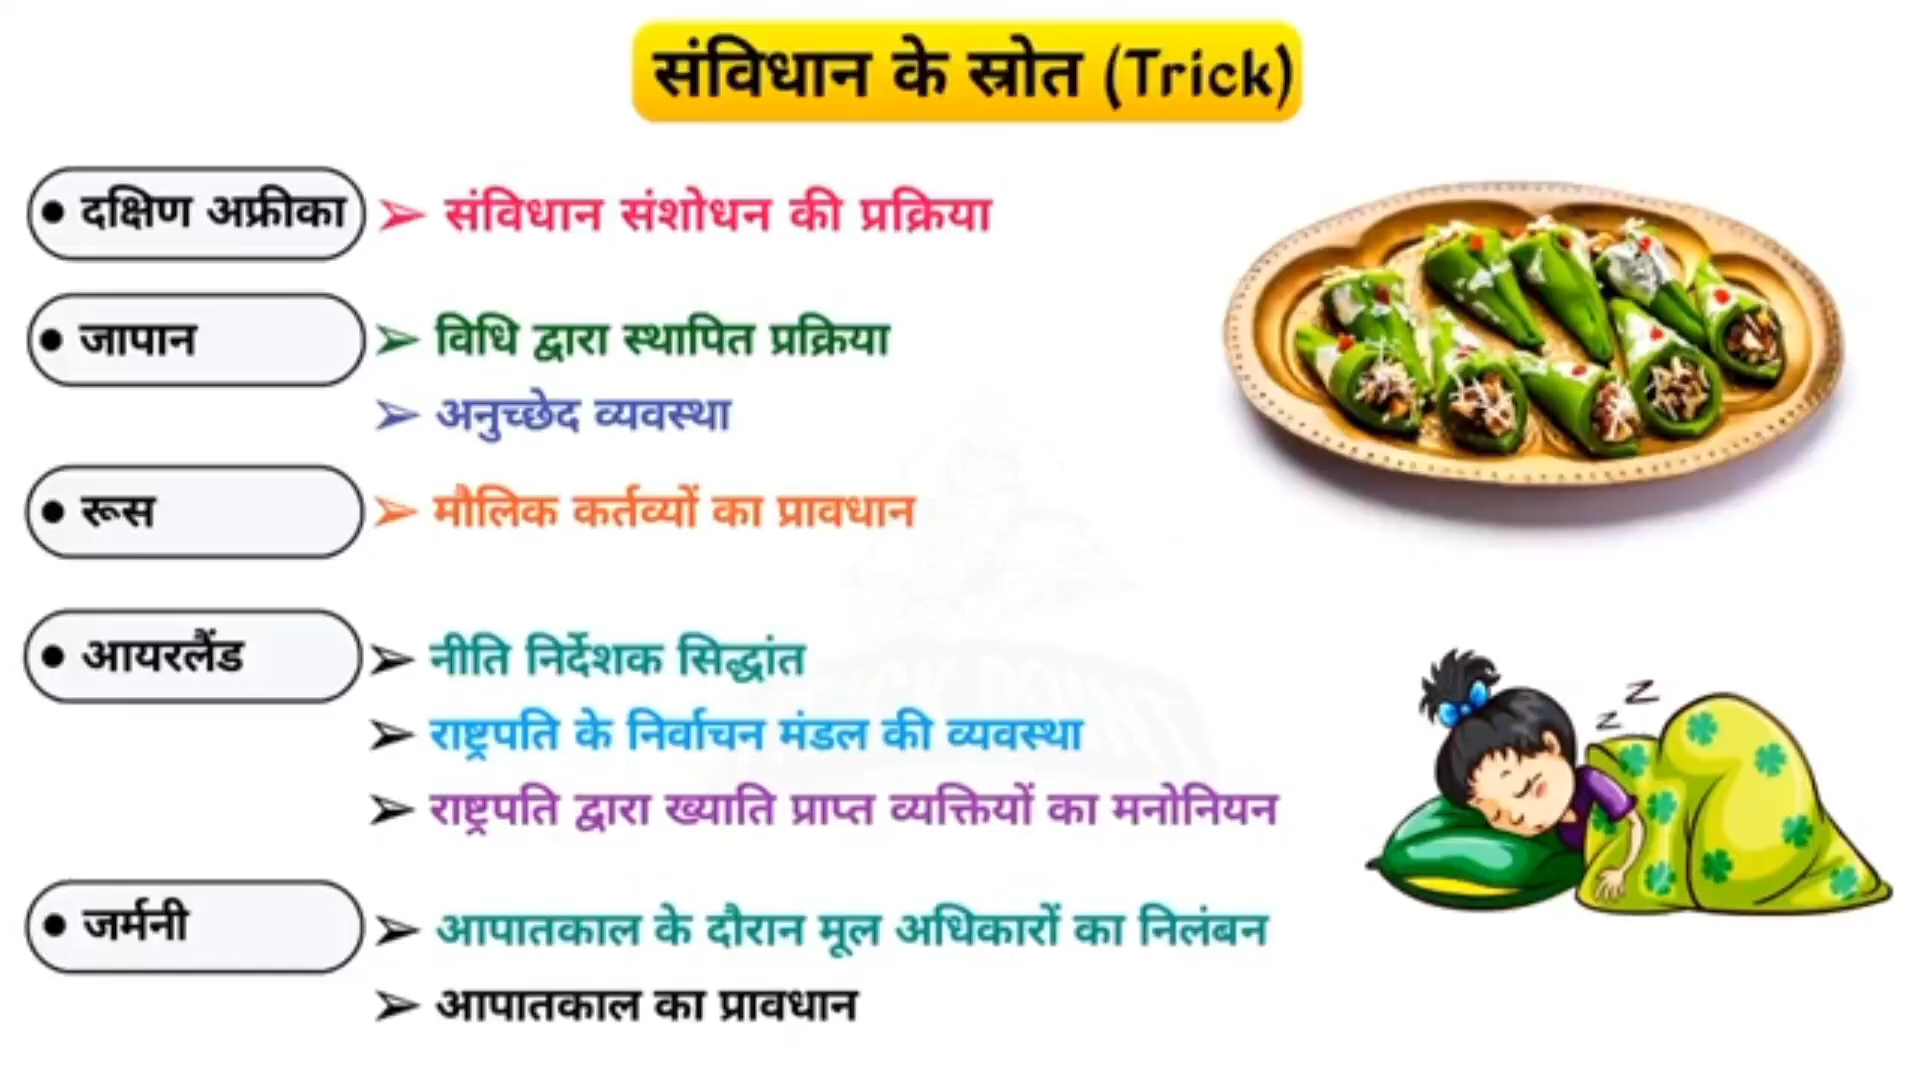 संविधान के स्रोत (Trick)
• दक्षिण अफ्रीका ➢ संविधान संशोधन की प्रक्रिया
• जापान ➢ विधि द्वारा स्थापित प्रक्रिया
➢ अनुच्छेद व्यवस्था
• रूस ➢ मौलिक कर्तव्यों का प्रावधान
• आयरलैंड ➢ नीति निर्देशक सिद्धांत
➢ राष्ट्रपति के निर्वाचन मंडल की व्यवस्था
➢ राष्ट्रपति द्वारा ख्याति प्राप्त व्यक्तियों का मनोनियन
z z
• जर्मनी ➢ आपातकाल के दौरान मूल अधिकारों का निलंबन
➢ आपातकाल का प्रावधान